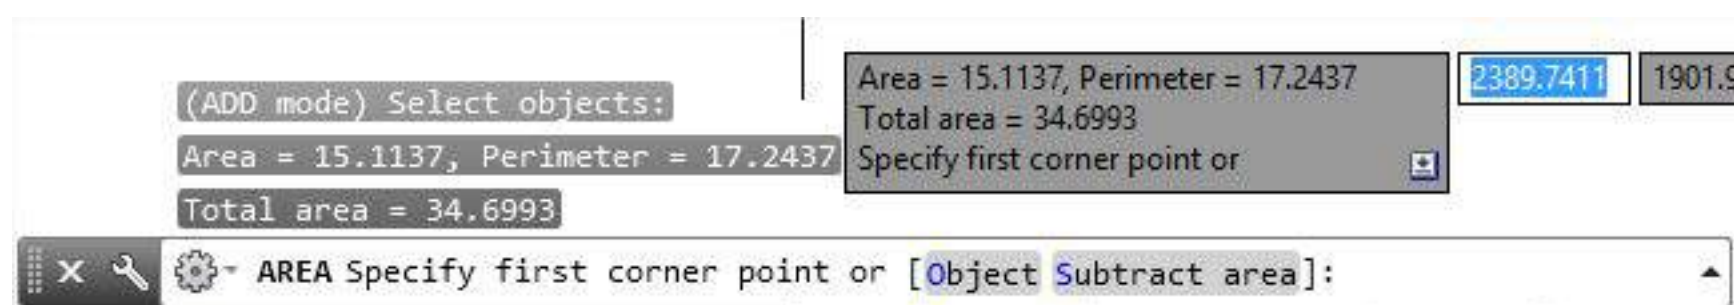 (ADD mode) Select objects:
Area = 15.1137, Perimeter = 17.2437
Total area = 34.6993
Area = 15.1137, Perimeter = 17.2437
Total area = 34.6993
Specify first corner point or
2389.7411
1901.9
AREA Specify first corner point or [Object Subtract area]: